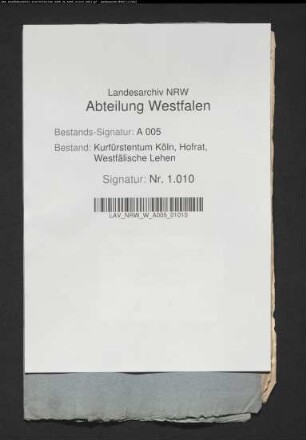 Landesarchiv NRW
Abteilung Westfalen
Bestands-Signatur: A 005
Bestand: Kurfürstentum Köln, Hofrat,
Westfälische Lehen
Signatur: Nr. 1.010
LAV_NRW_W_A005_01010